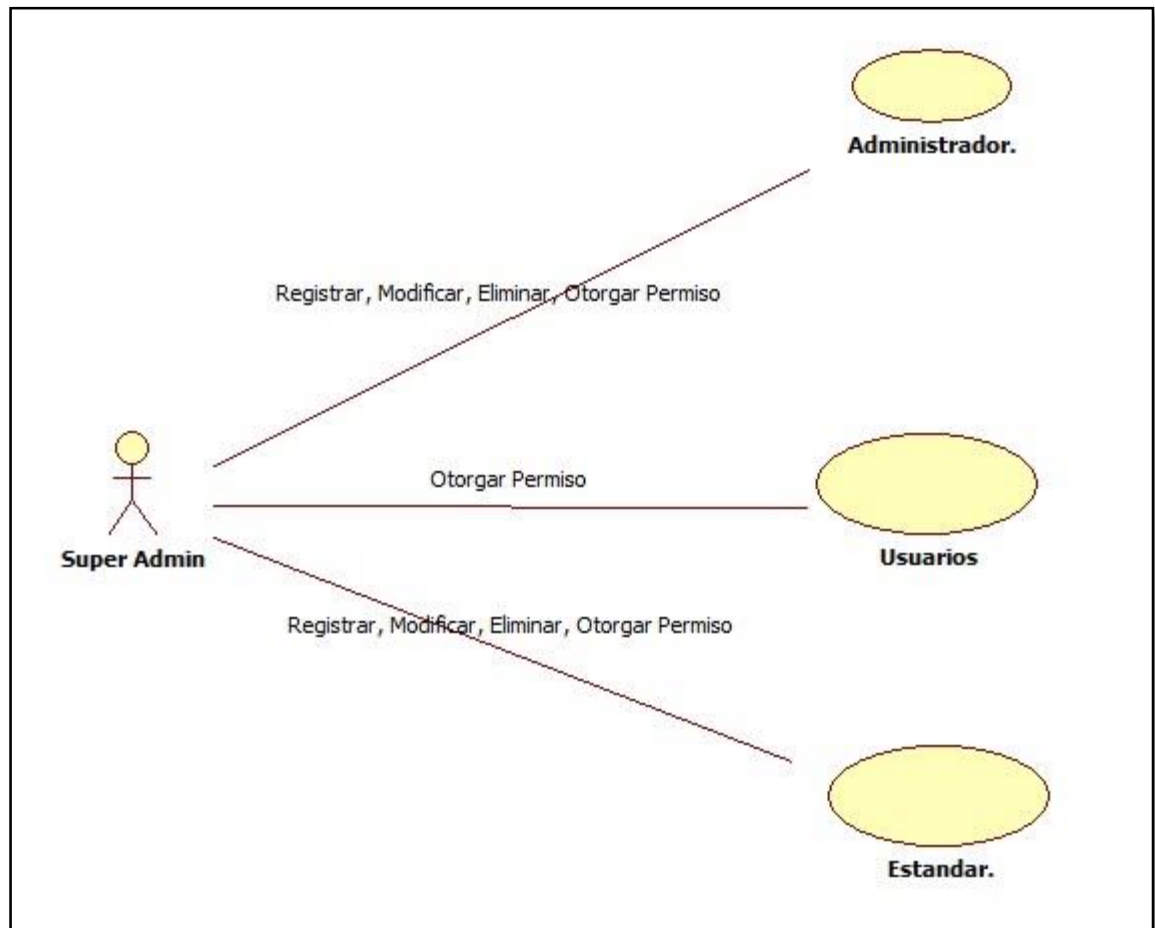 Administrador.
Registrar, Modificar, Eliminar, Otorgar Permiso
Otorgar Permiso
Super Admin
Usuarios
Registrar, Modificar, Eliminar, Otorgar Permiso
Estandar.